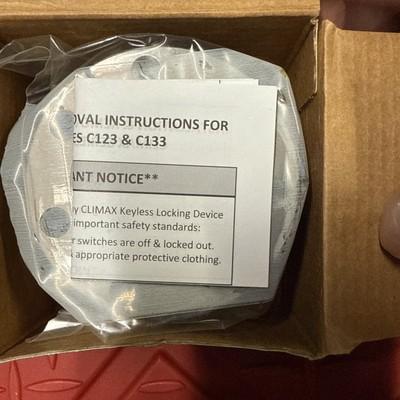 OVAL INSTRUCTIONS FOR
ES C123 & C133
ANT NOTICE**
y CLIMAX Keyless Locking Device
important safety standards:
r switches are off & locked out.
appropriate protective clothing.